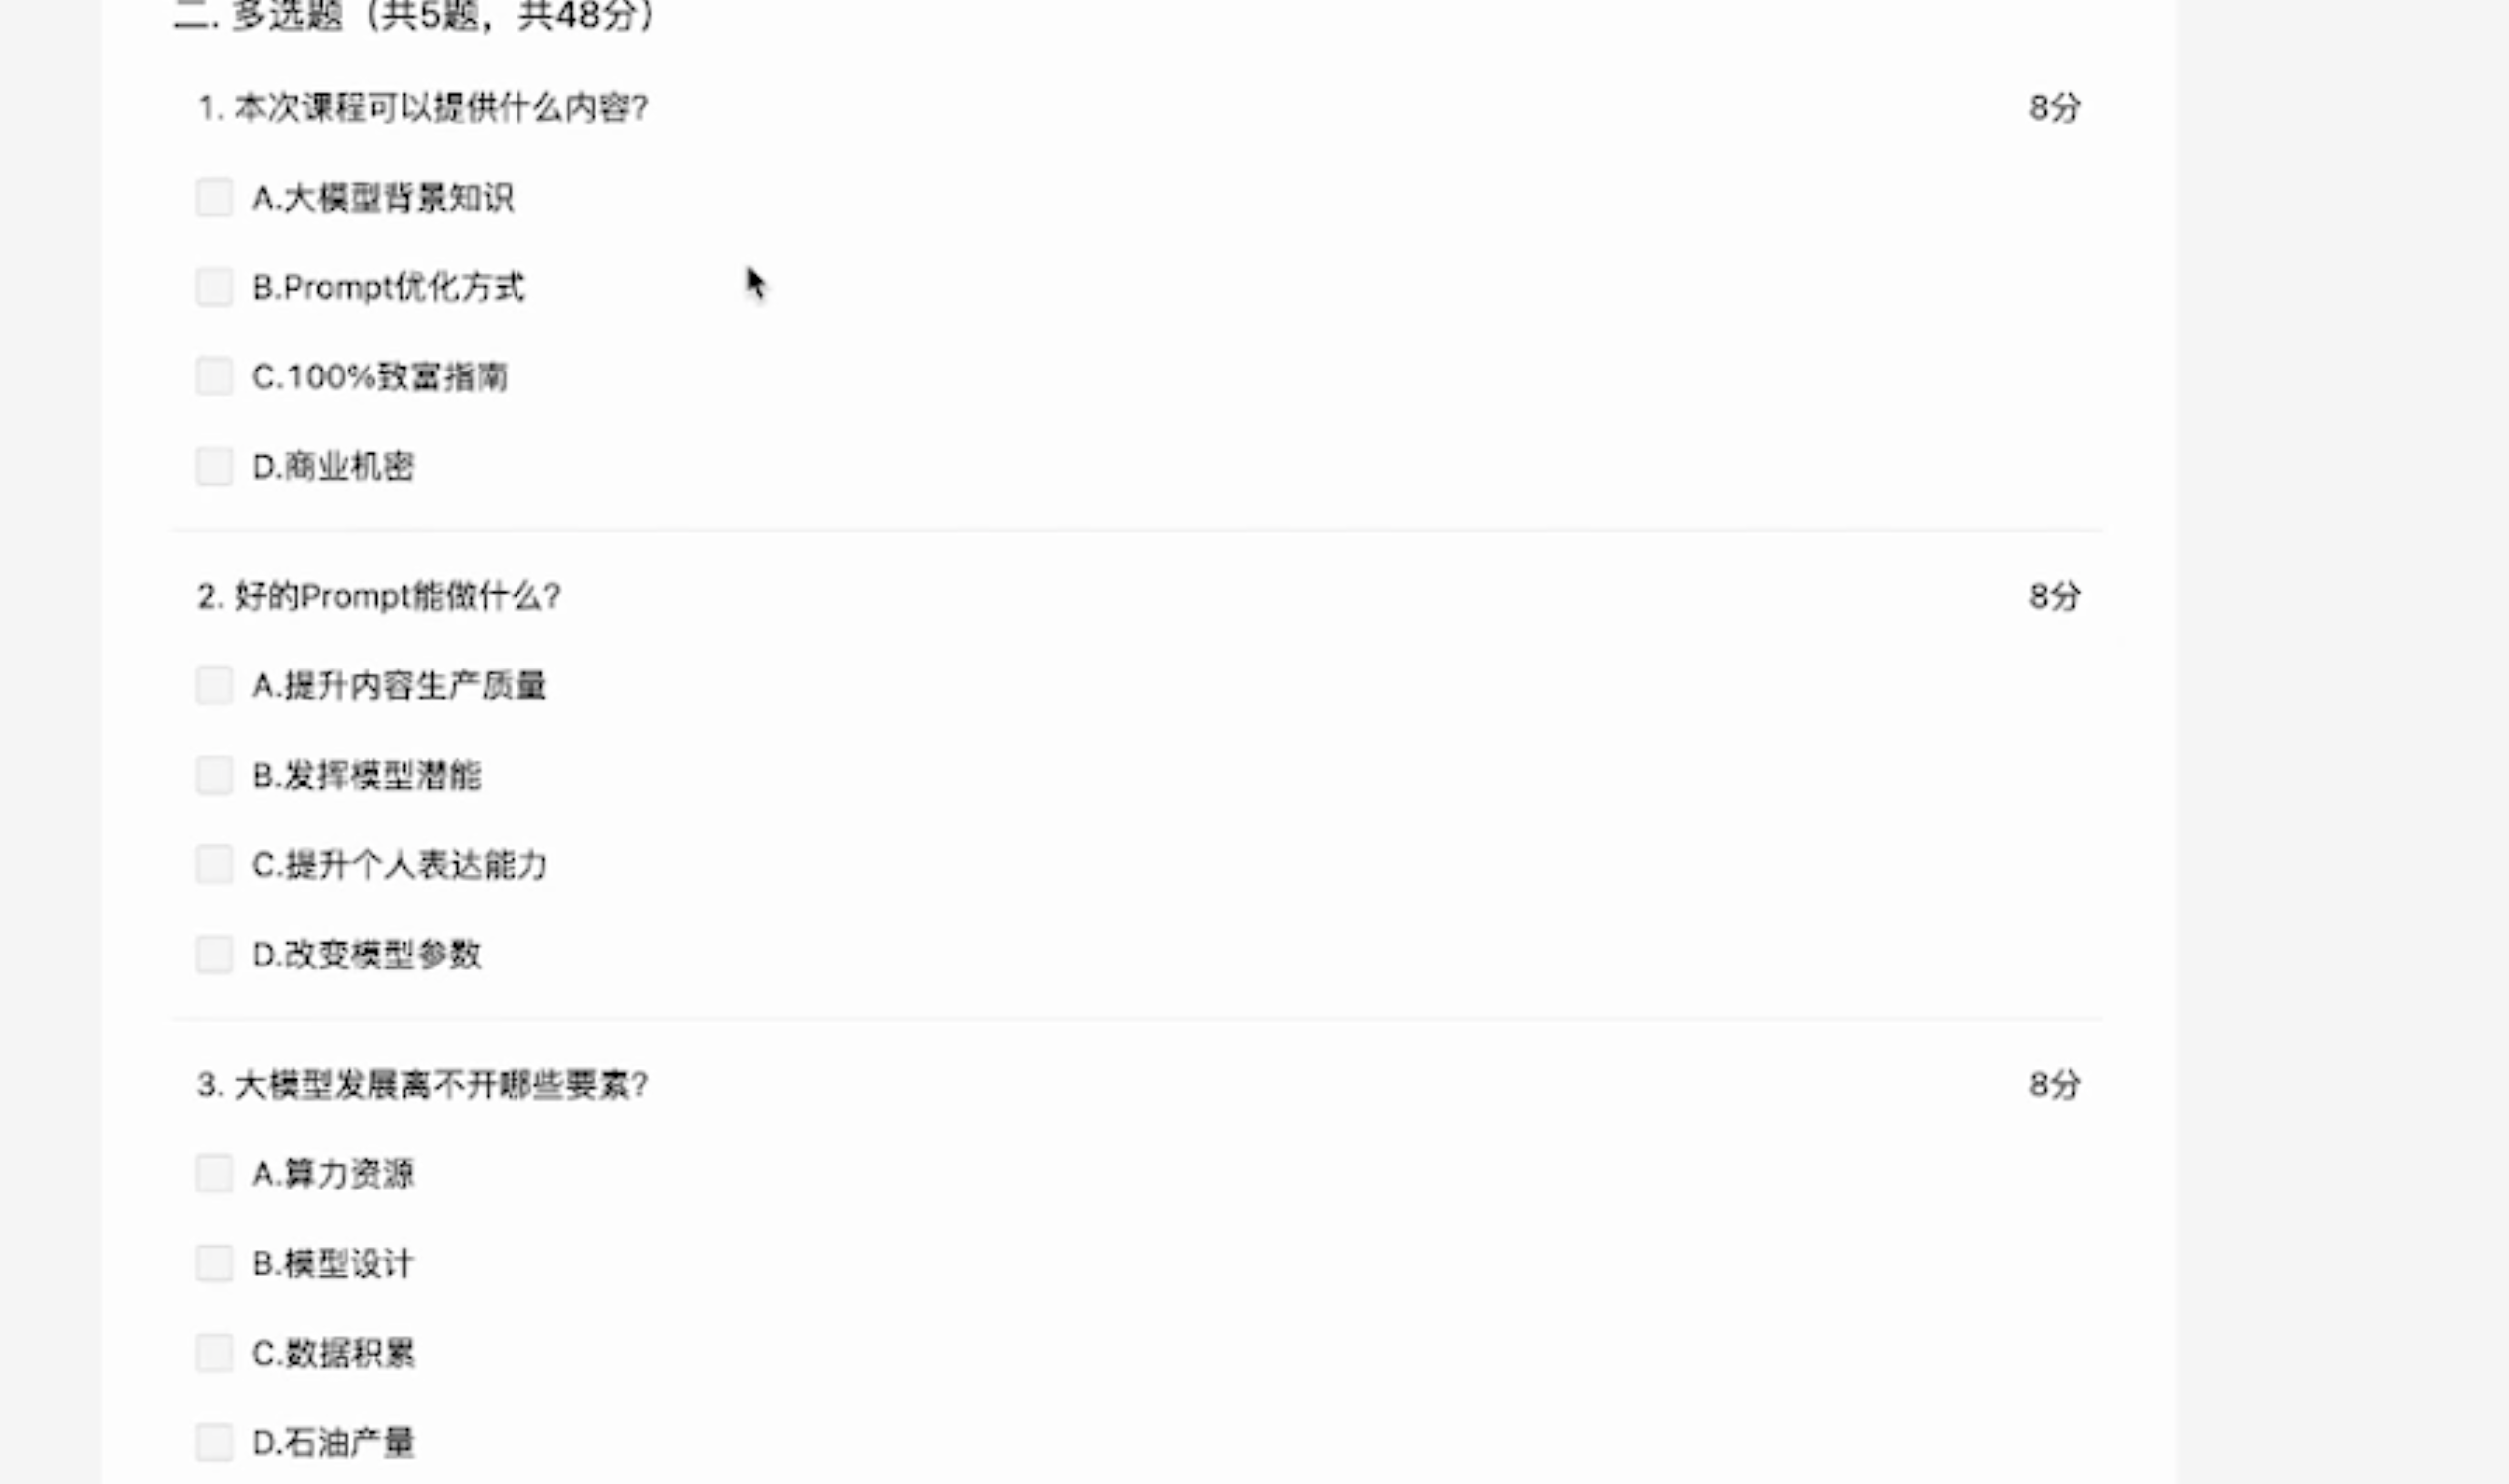 二. 多选题（共5题，共48分）
1. 本次课程可以提供什么内容? 8分
A.大模型背景知识
B.Prompt优化方式
C.100%致富指南
D.商业机密
2. 好的Prompt能做什么? 8分
A.提升内容生产质量
B.发挥模型潜能
C.提升个人表达能力
D.改变模型参数
3. 大模型发展离不开哪些要素? 8分
A.算力资源
B.模型设计
C.数据积累
D.石油产量